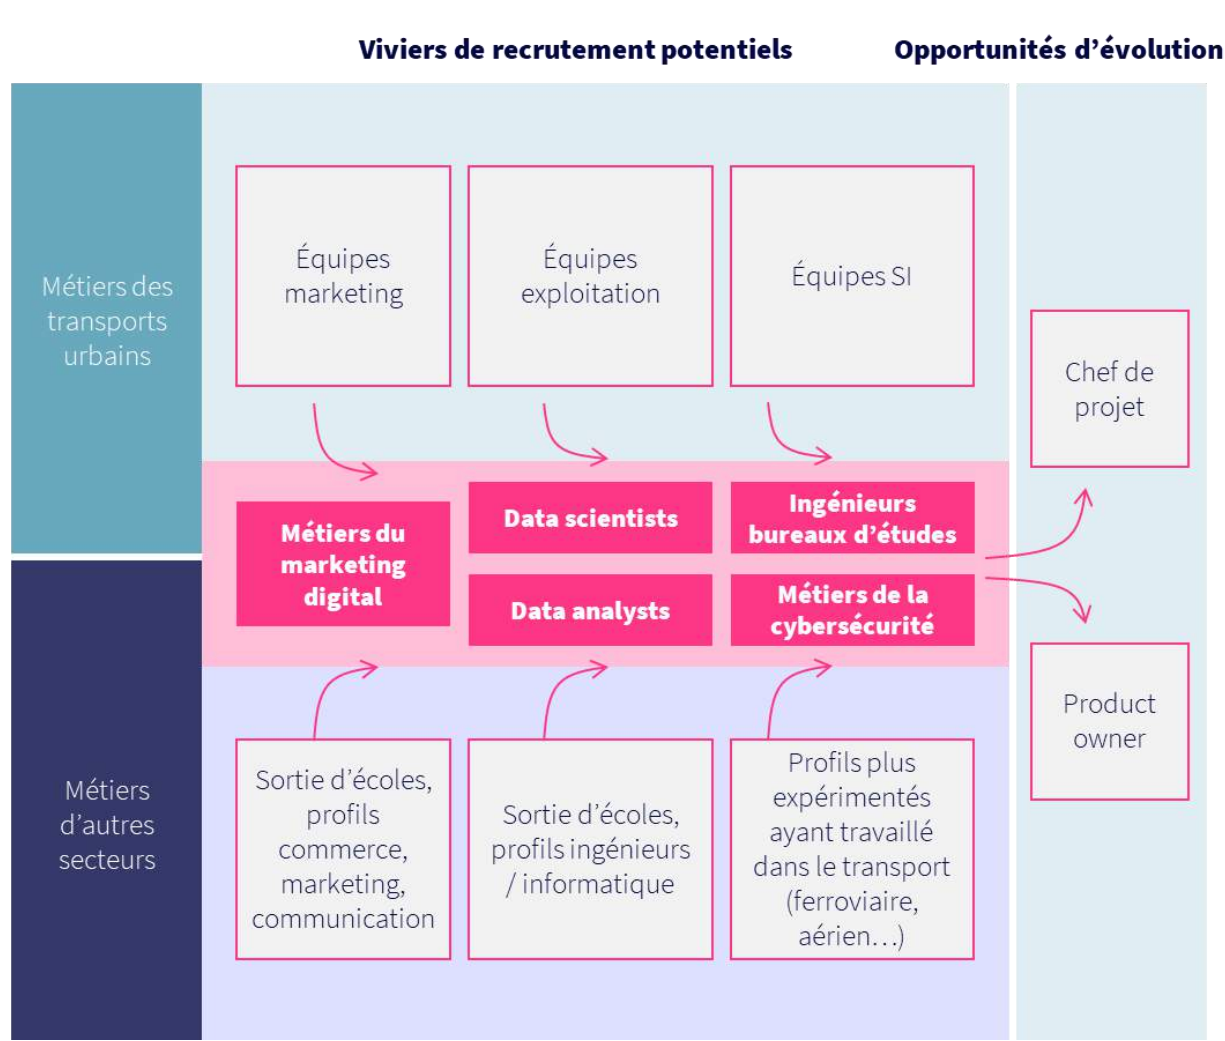 Viviers de recrutement potentiels
Opportunités d’évolution
Métiers des
transports
urbains
Équipes
marketing
Équipes
exploitation
Équipes SI
Chef de
projet
Métiers du
marketing
digital
Data scientists
Data analysts
Ingénieurs
bureaux d’études
Métiers de la
cybersécurité
Product
owner
Métiers
d’autres
secteurs
Sortie d’écoles,
profils
commerce,
marketing,
communication
Sortie d’écoles,
profils ingénieurs
/ informatique
Profils plus
expérimentés
ayant travaillé
dans le transport
(ferroviaire,
aérien…)